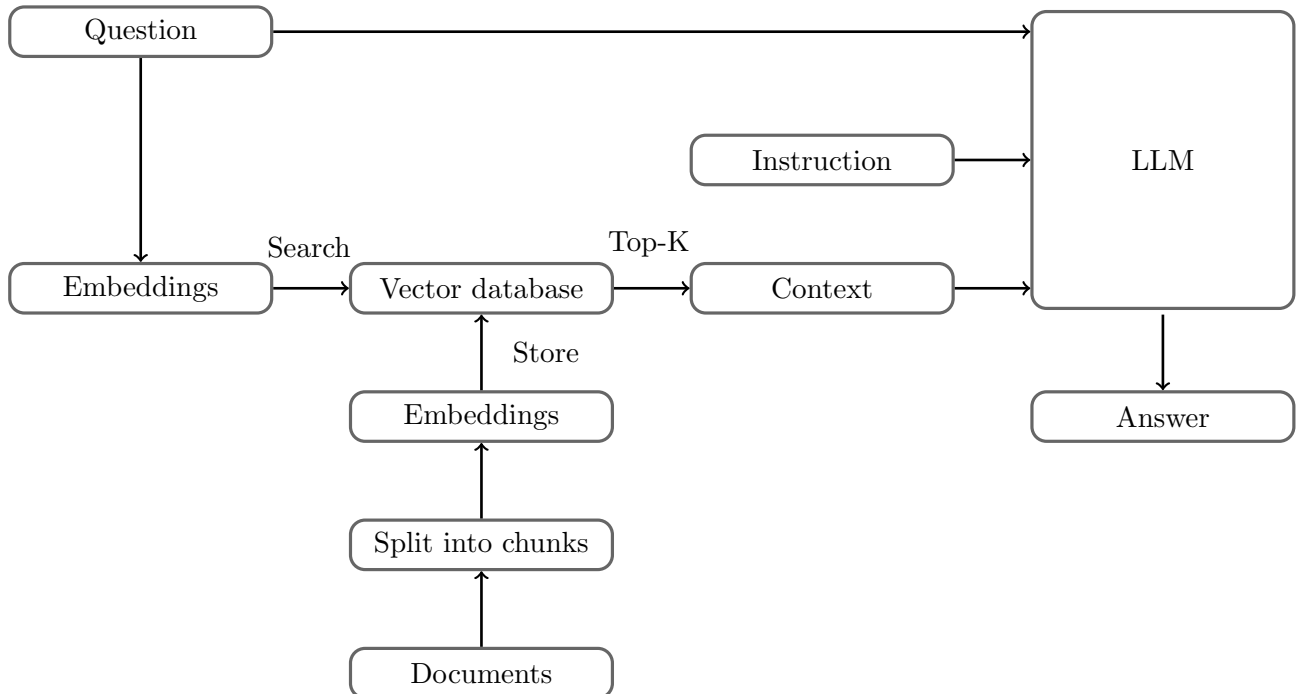 Question
Instruction
LLM
Search
Top-K
Embeddings
Vector database
Context
Store
Embeddings
Answer
Split into chunks
Documents